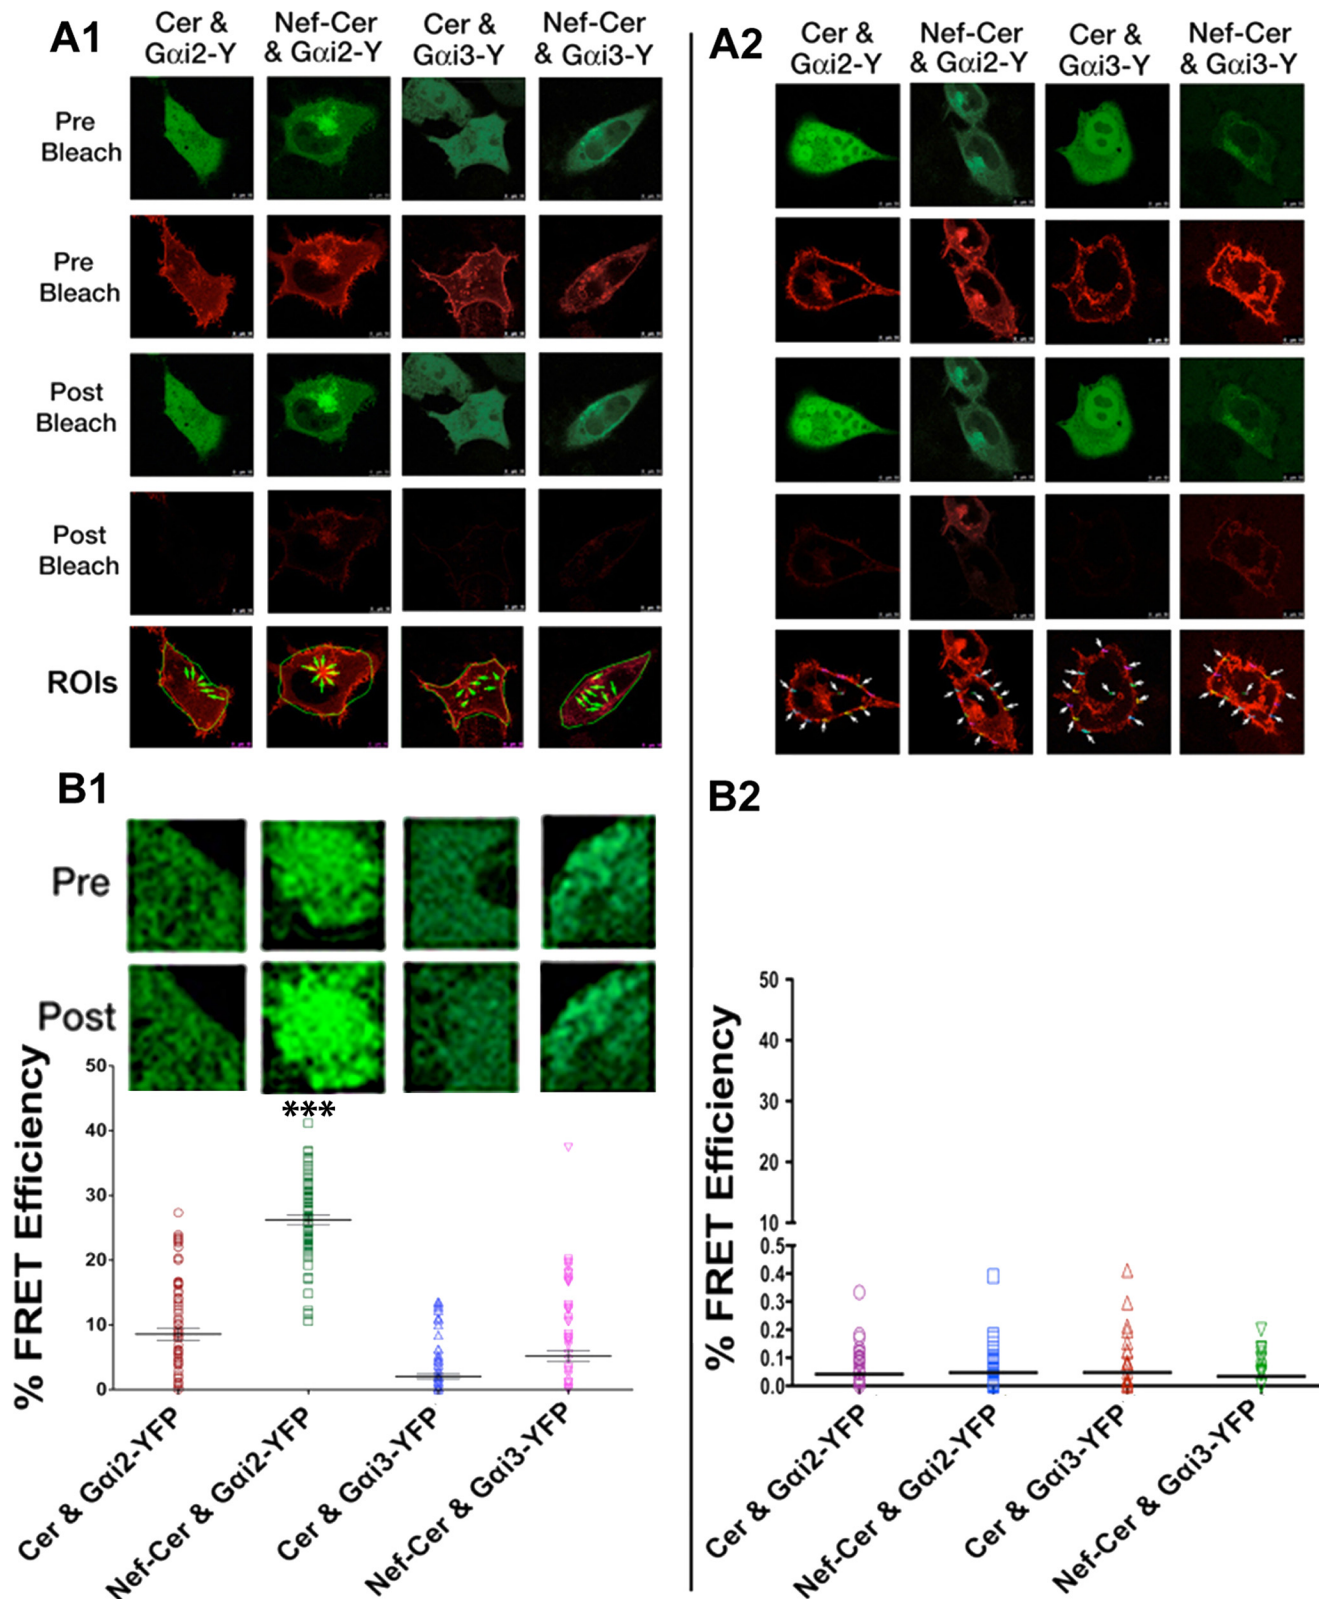 A1
Cer &
Gαi2-Y
Nef-Cer
& Gαi2-Y
Cer &
Gαi3-Y
Nef-Cer
& Gαi3-Y
Pre
Bleach
Pre
Bleach
Post
Bleach
Post
Bleach
ROIs
A2
Cer &
Gαi2-Y
Nef-Cer
& Gαi2-Y
Cer &
Gαi3-Y
Nef-Cer
& Gαi3-Y
B1
Pre
Post
% FRET Efficiency
50
40
30
20
10
0
***
Cer & Gαi2-YFP
Nef-Cer & Gαi2-YFP
Cer & Gαi3-YFP
Nef-Cer & Gαi3-YFP
B2
% FRET Efficiency
50
40
30
20
10
0.5
0.4
0.3
0.2
0.1
0.0
Cer & Gαi2-YFP
Nef-Cer & Gαi2-YFP
Cer & Gαi3-YFP
Nef-Cer & Gαi3-YFP